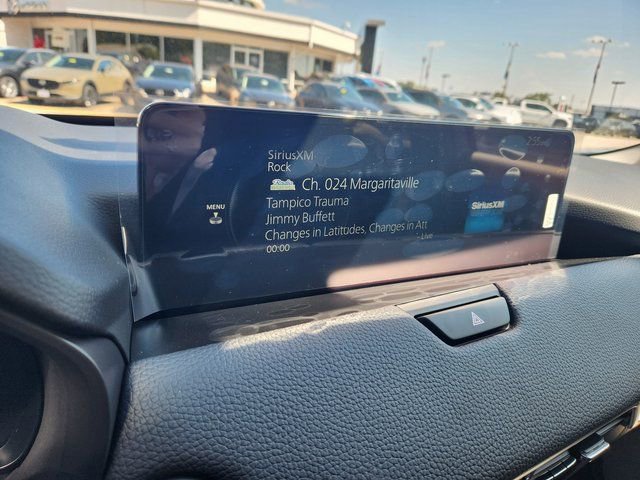 SiriusXM
Rock
Ch. 024 Margaritaville
Tampico Trauma
Jimmy Buffett
Changes in Latitudes, Changes in Att
- Live
00:00
MENU
SiriusXM